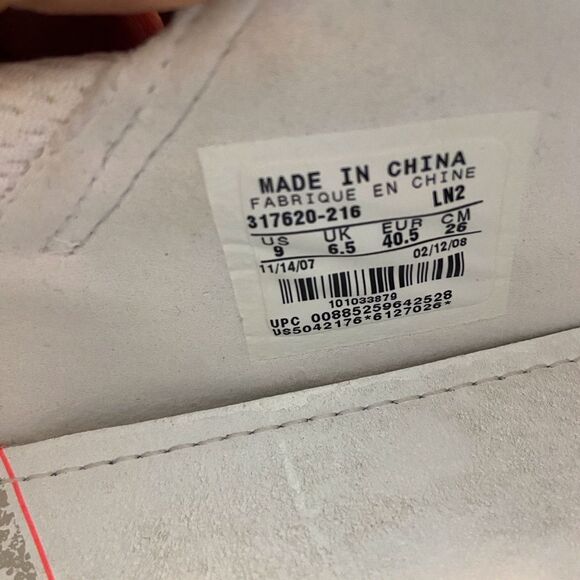 MADE IN CHINA
FABRIQUE EN CHINE
317620-216 LN2
US UK EUR CM
9 6.5 40.5 26
11/14/07 02/12/08
101033879
UPC 00885259642528
US5042176*6127026*